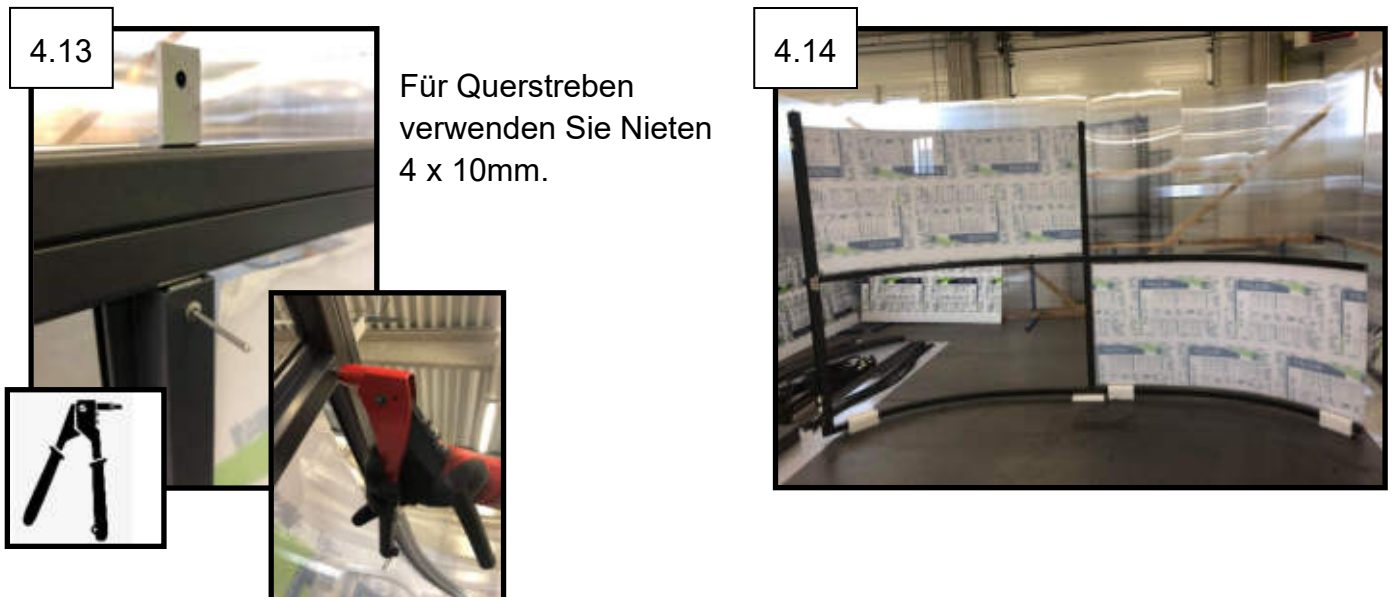 4.13
Für Querstreben
verwenden Sie Nieten
4 x 10mm.
4.14